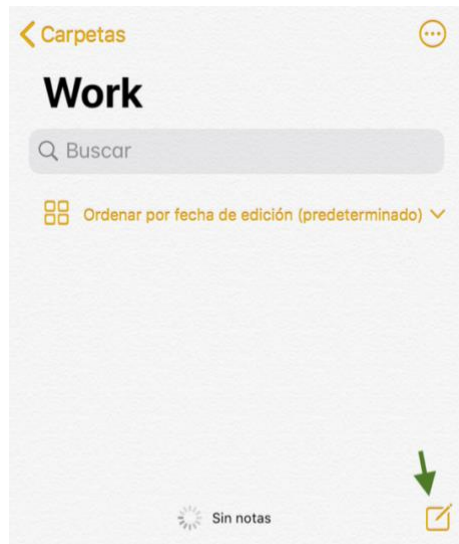 Carpetas
Work
Buscar
Ordenar por fecha de edición (predeterminado)
Sin notas